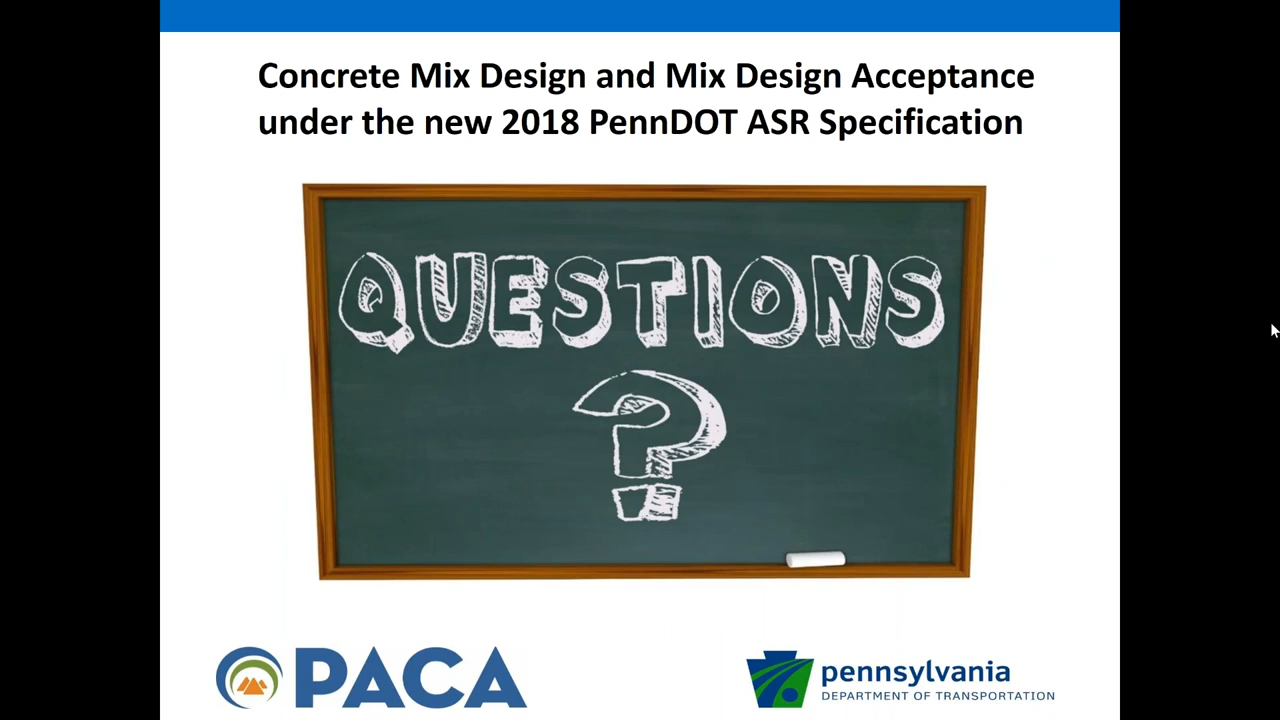 Concrete Mix Design and Mix Design Acceptance
under the new 2018 PennDOT ASR Specification
QUESTIONS
?
PACA
pennsylvania
DEPARTMENT OF TRANSPORTATION